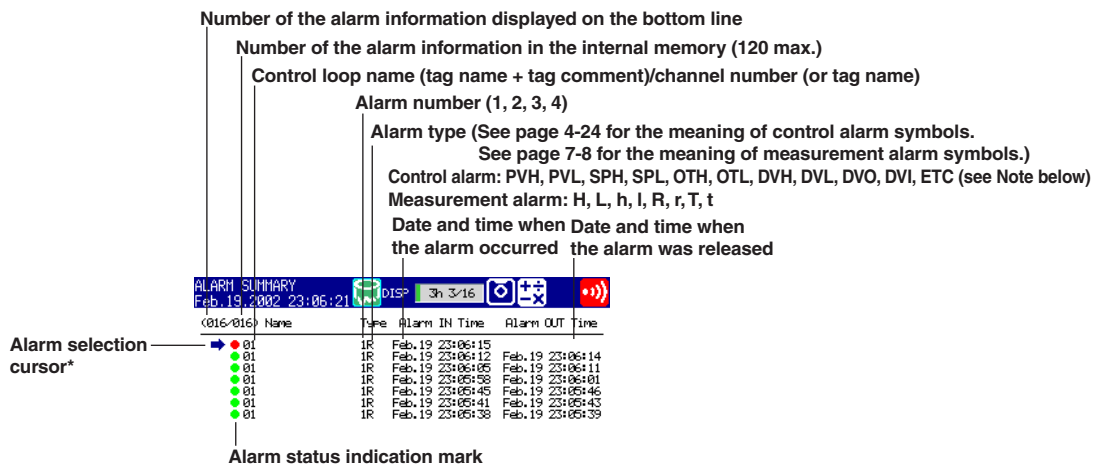 Number of the alarm information displayed on the bottom line
Number of the alarm information in the internal memory (120 max.)
Control loop name (tag name + tag comment)/channel number (or tag name)
Alarm number (1, 2, 3, 4)
Alarm type (See page 4-24 for the meaning of control alarm symbols.
See page 7-8 for the meaning of measurement alarm symbols.)
Control alarm: PVH, PVL, SPH, SPL, OTH, OTL, DVH, DVL, DVO, DVI, ETC (see Note below)
Measurement alarm: H, L, h, l, R, r, T, t
Date and time when the alarm occurred
Date and time when the alarm was released
ALARM SUMMARY
Feb.19.2002 23:06:21 DISP 3h 3/16
(016/016) Name Type Alarm IN Time Alarm OUT Time
Alarm selection cursor*
01 1R Feb.19 23:06:15
01 1R Feb.19 23:06:12 Feb.19 23:06:14
01 1R Feb.19 23:06:05 Feb.19 23:06:11
01 1R Feb.19 23:05:58 Feb.19 23:06:01
01 1R Feb.19 23:05:45 Feb.19 23:05:46
01 1R Feb.19 23:05:41 Feb.19 23:05:43
01 1R Feb.19 23:05:38 Feb.19 23:05:39
Alarm status indication mark